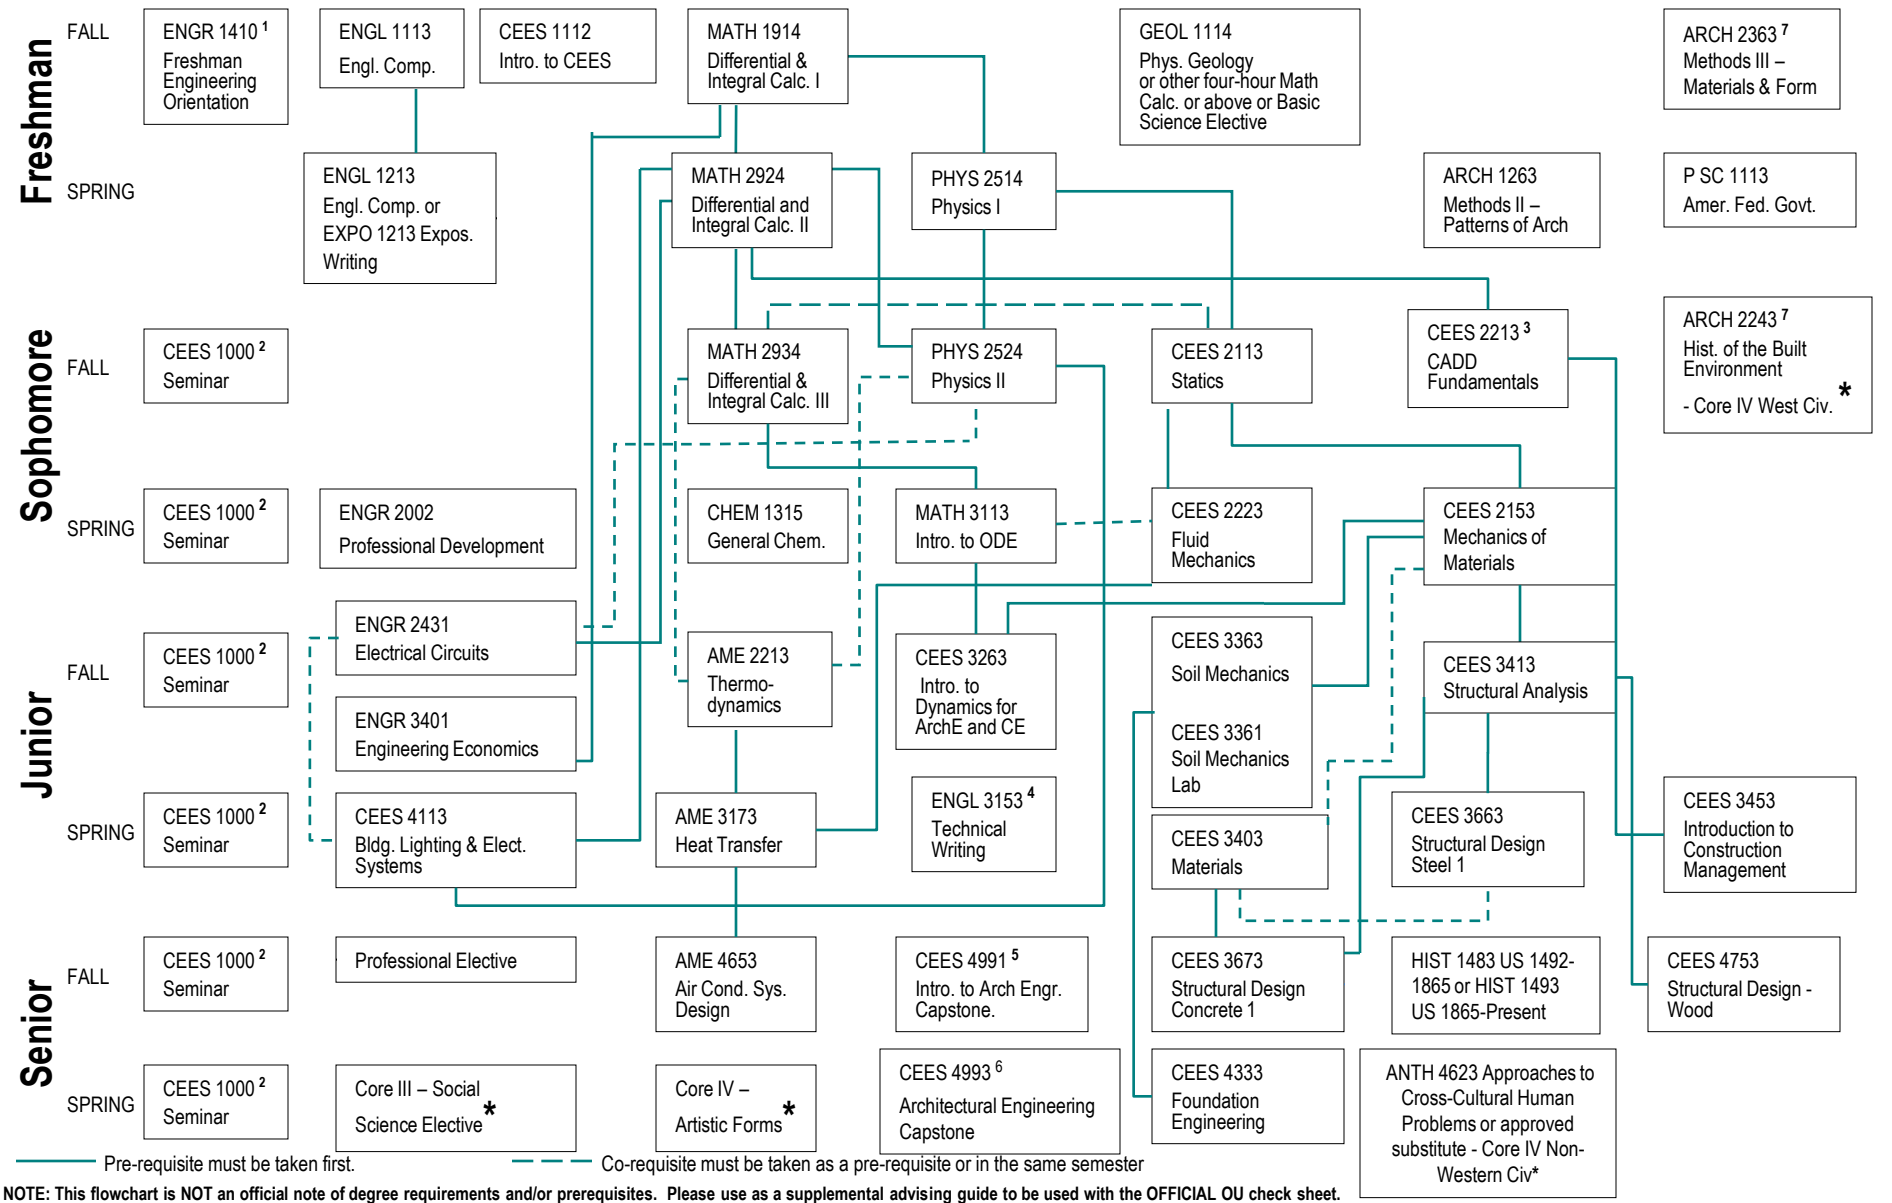 Freshman
FALL
ENGR 1410 1
Freshman
Engineering
Orientation
ENGL 1113
Engl. Comp.
CEES 1112
Intro. to CEES
MATH 1914
Differential &
Integral Calc. I
GEOL 1114
Phys. Geology
or other four-hour Math
Calc. or above or Basic
Science Elective
ARCH 2363 7
Methods III –
Materials & Form
SPRING
ENGL 1213
Engl. Comp. or
EXPO 1213 Expos.
Writing
MATH 2924
Differential and
Integral Calc. II
PHYS 2514
Physics I
ARCH 1263
Methods II –
Patterns of Arch
P SC 1113
Amer. Fed. Govt.
Sophomore
FALL
CEES 1000 2
Seminar
MATH 2934
Differential &
Integral Calc. III
PHYS 2524
Physics II
CEES 2113
Statics
CEES 2213 3
CADD
Fundamentals
ARCH 2243 7
Hist. of the Built
Environment
- Core IV West Civ. *
SPRING
CEES 1000 2
Seminar
ENGR 2002
Professional Development
CHEM 1315
General Chem.
MATH 3113
Intro. to ODE
CEES 2223
Fluid
Mechanics
CEES 2153
Mechanics of
Materials
Junior
FALL
CEES 1000 2
Seminar
ENGR 2431
Electrical Circuits
ENGR 3401
Engineering Economics
AME 2213
Thermo-
dynamics
CEES 3263
Intro. to
Dynamics for
ArchE and CE
CEES 3363
Soil Mechanics
CEES 3361
Soil Mechanics
Lab
CEES 3413
Structural Analysis
SPRING
CEES 1000 2
Seminar
CEES 4113
Bldg. Lighting & Elect.
Systems
AME 3173
Heat Transfer
ENGL 3153 4
Technical
Writing
CEES 3403
Materials
CEES 3663
Structural Design
Steel 1
CEES 3453
Introduction to
Construction
Management
Senior
FALL
CEES 1000 2
Seminar
Professional Elective
AME 4653
Air Cond. Sys.
Design
CEES 4991 5
Intro. to Arch Engr.
Capstone.
CEES 3673
Structural Design
Concrete 1
HIST 1483 US 1492-
1865 or HIST 1493
US 1865-Present
CEES 4753
Structural Design -
Wood
SPRING
CEES 1000 2
Seminar
Core III – Social
Science Elective*
Core IV –
Artistic Forms*
CEES 4993 6
Architectural Engineering
Capstone
CEES 4333
Foundation
Engineering
ANTH 4623 Approaches to
Cross-Cultural Human
Problems or approved
substitute - Core IV Non-
Western Civ*
Pre-requisite must be taken first.
Co-requisite must be taken as a pre-requisite or in the same semester
NOTE: This flowchart is NOT an official note of degree requirements and/or prerequisites. Please use as a supplemental advising guide to be used with the OFFICIAL OU check sheet.